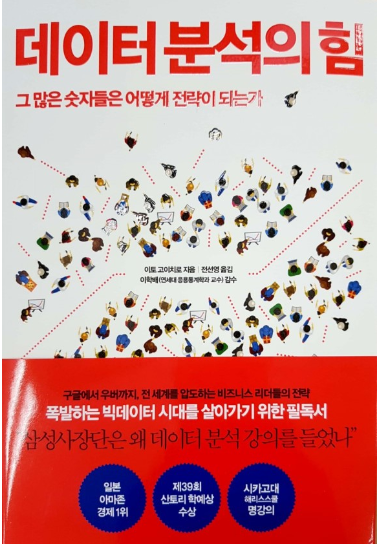 데이터 분석의 힘
그 많은 숫자들은 어떻게 전략이 되는가
이토 고이치로 지음 | 전선영 옮김
이학배(연세대 응용통계학과 교수) 감수
구글에서 우버까지, 전 세계를 압도하는 비즈니스 리더들의 전략
폭발하는 빅데이터 시대를 살아가기 위한 필독서
“삼성사장단은 왜 데이터 분석 강의를 들었나”
일본
아마존
경제 1위
제39회
산토리 학예상
수상
시카고대
해리스스쿨
명강의